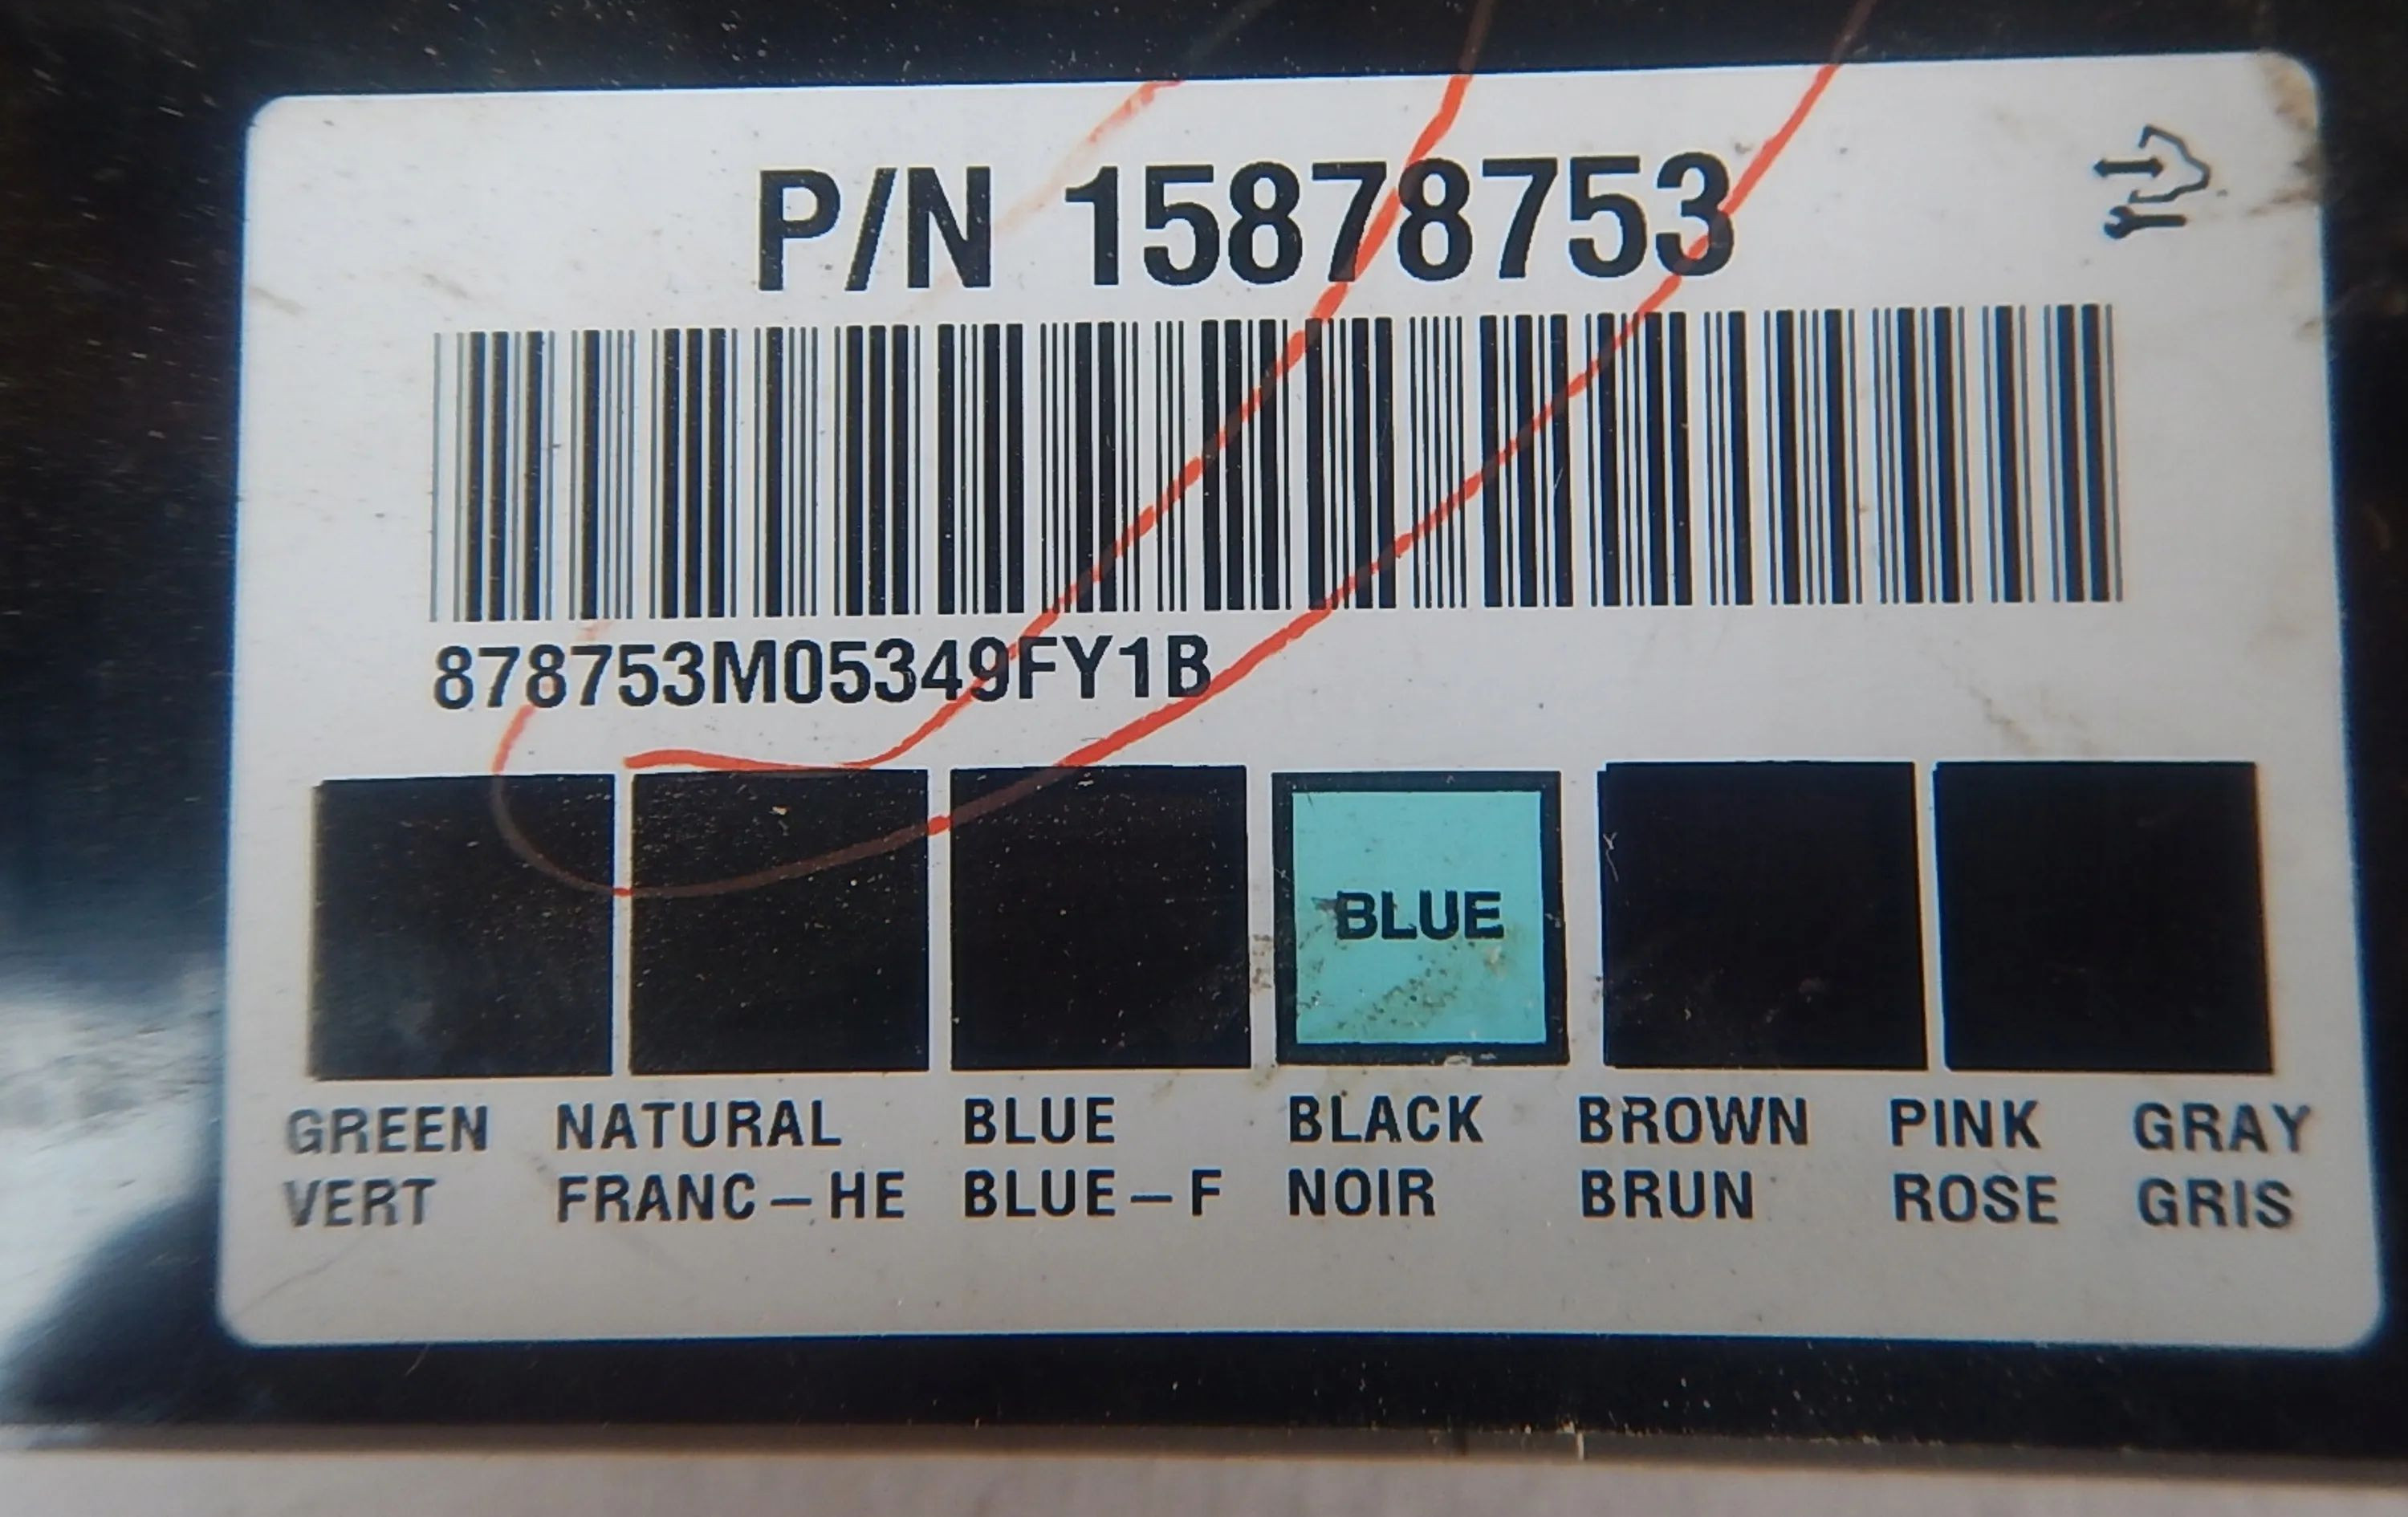 P/N 15878753
878753M05349FY1B
BLUE
GREEN NATURAL BLUE BLACK BROWN PINK GRAY
VERT FRANC-HE BLUE-F NOIR BRUN ROSE GRIS